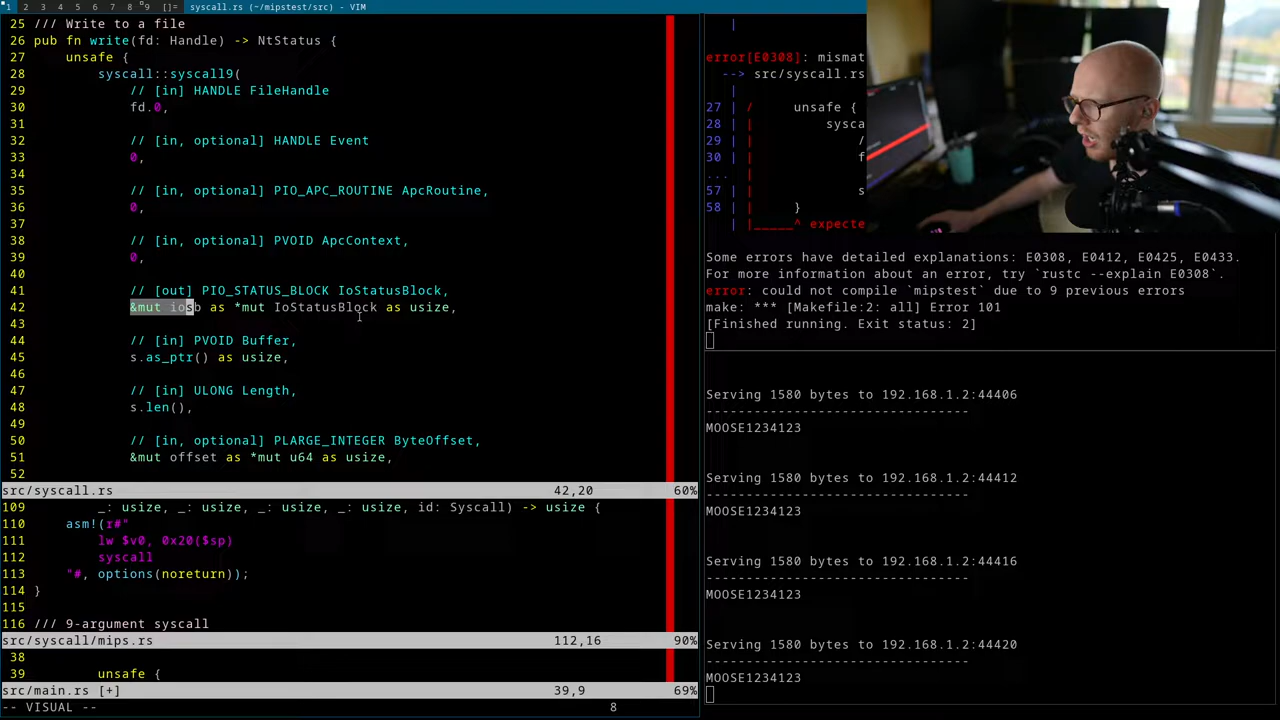 1 2 3 4 5 6 7 8 9 []= syscall.rs (~/mipstest/src) - VIM
25 /// Write to a file
26 pub fn write(fd: Handle) -> NtStatus {
27 unsafe {
28 syscall::syscall9(
29 // [in] HANDLE FileHandle
30 fd.0,
31
32 // [in, optional] HANDLE Event
33 0,
34
35 // [in, optional] PIO_APC_ROUTINE ApcRoutine,
36 0,
37
38 // [in, optional] PVOID ApcContext,
39 0,
40
41 // [out] PIO_STATUS_BLOCK IoStatusBlock,
42 &mut iosb as *mut IoStatusBlock as usize,
43
44 // [in] PVOID Buffer,
45 s.as_ptr() as usize,
46
47 // [in] ULONG Length,
48 s.len(),
49
50 // [in, optional] PLARGE_INTEGER ByteOffset,
51 &mut offset as *mut u64 as usize,
52
src/syscall.rs 42,20 60%
109 _: usize, _: usize, _: usize, _: usize, id: Syscall) -> usize {
110 asm!(r#"
111 lw $v0, 0x20($sp)
112 syscall
113 "#, options(noreturn));
114 }
115
116 /// 9-argument syscall
src/syscall/mips.rs 112,16 90%
38
39 unsafe {
src/main.rs [+] 39,9 69%
-- VISUAL -- 8
|
error[E0308]: mismat
--> src/syscall.rs
|
27 | / unsafe {
28 | | sysca
29 | | /
30 | | f
... |
57 | | s
58 | | }
| |_____^ expecte
Some errors have detailed explanations: E0308, E0412, E0425, E0433.
For more information about an error, try `rustc --explain E0308`.
error: could not compile `mipstest` due to 9 previous errors
make: *** [Makefile:2: all] Error 101
[Finished running. Exit status: 2]
Serving 1580 bytes to 192.168.1.2:44406
---------------------------------
MOOSE1234123
Serving 1580 bytes to 192.168.1.2:44412
---------------------------------
MOOSE1234123
Serving 1580 bytes to 192.168.1.2:44416
---------------------------------
MOOSE1234123
Serving 1580 bytes to 192.168.1.2:44420
---------------------------------
MOOSE1234123